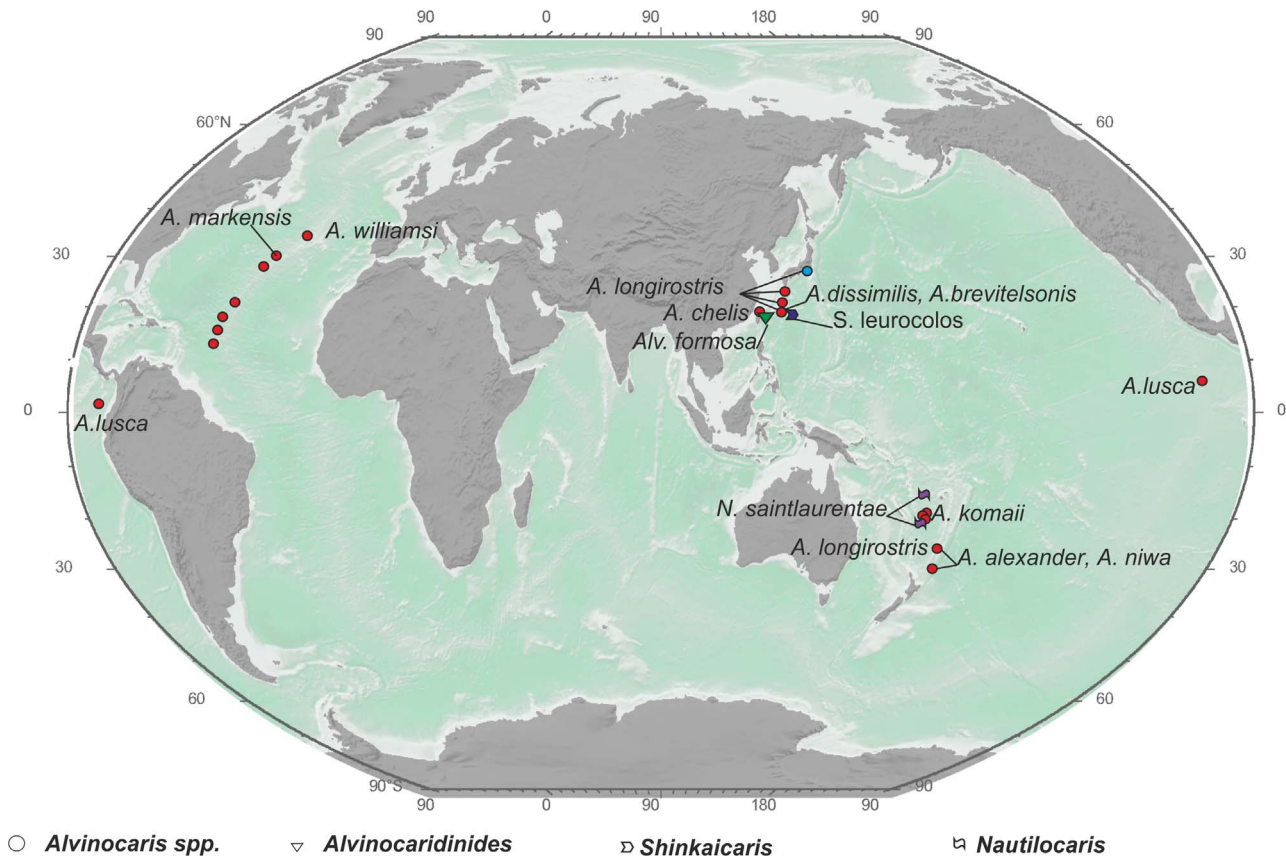 90 0 90 180 90
90 90
60°N 60
A. markensis
A. williamsi
30 30
A. longirostris
A.dissimilis, A.brevitelsonis
A. chelis
S. leurocolos
Alv. formosa
A.lusca
0 0
A.lusca
N. saintlaurentae
A. komaii
A. longirostris
A. alexander, A. niwa
30 30
60 60
90°S 90
90 0 90 180 90
Alvinocaris spp. Alvinocaridinides Shinkaicaris Nautilocaris